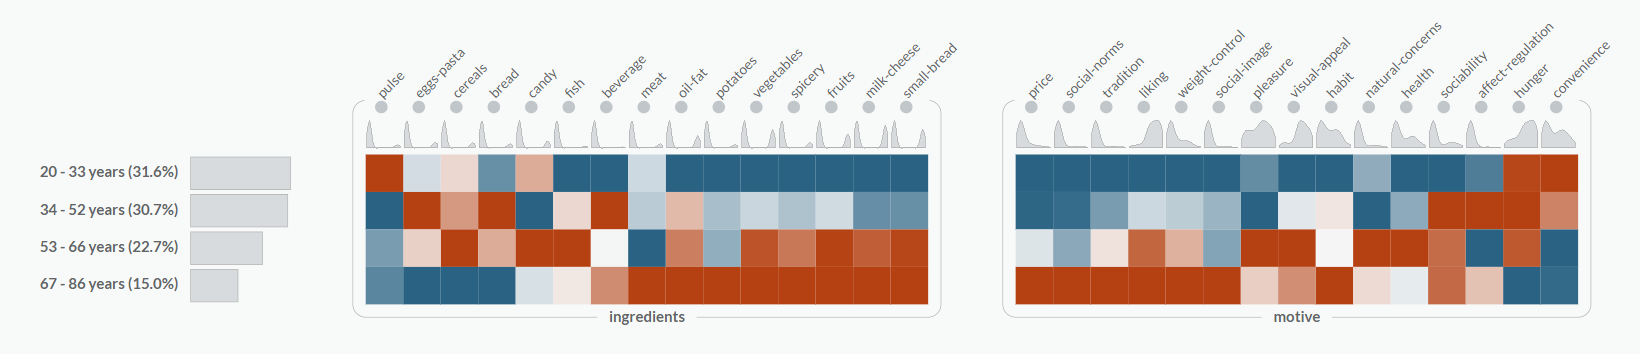 pulse
eggs-pasta
cereals
bread
candy
fish
beverage
meat
oil-fat
potatoes
vegetables
spicery
fruits
milk-cheese
small-bread
price
social-norms
tradition
liking
weight-control
social-image
pleasure
visual-appeal
habit
natural-concerns
health
sociability
affect-regulation
hunger
convenience
20 - 33 years (31.6%)
34 - 52 years (30.7%)
53 - 66 years (22.7%)
67 - 86 years (15.0%)
ingredients
motive